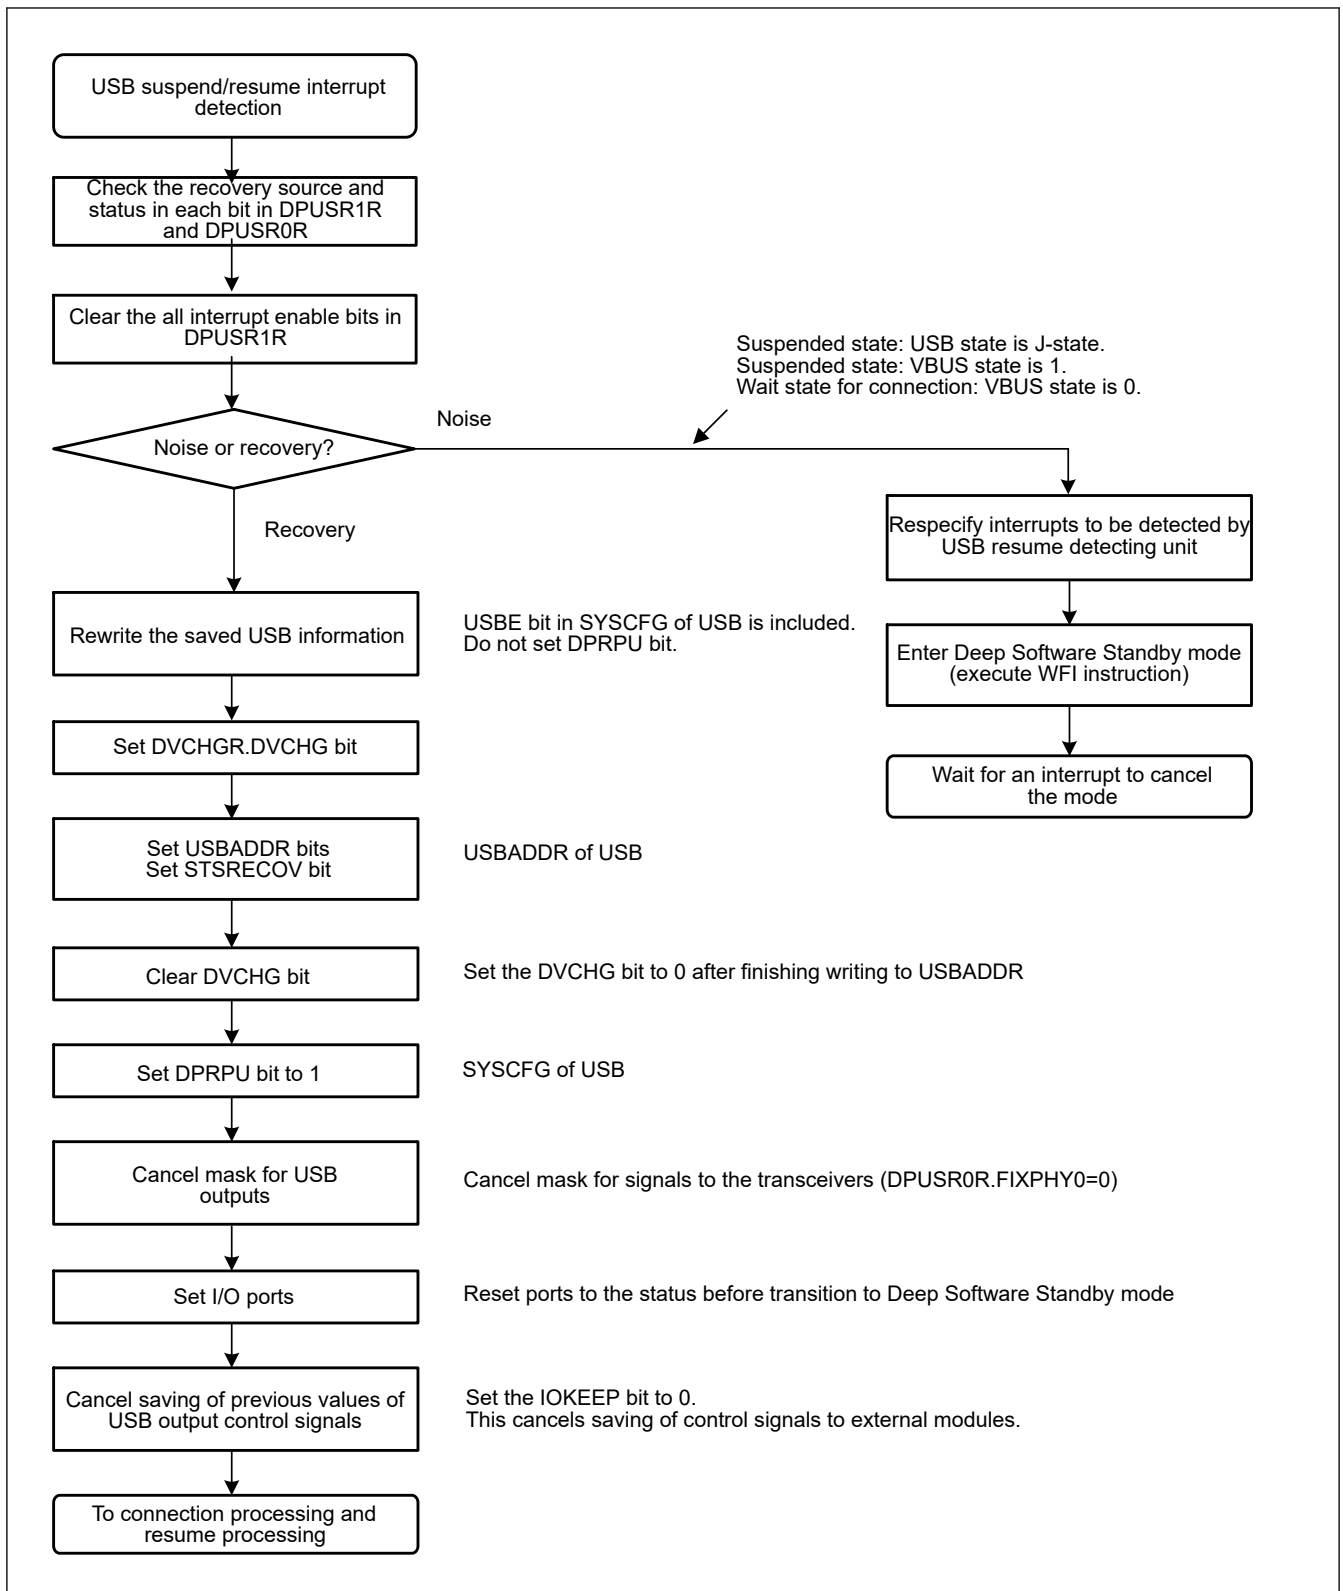 USB suspend/resume interrupt
detection
Check the recovery source and
status in each bit in DPUSR1R
and DPUSR0R
Clear the all interrupt enable bits in
DPUSR1R
Suspended state: USB state is J-state.
Suspended state: VBUS state is 1.
Wait state for connection: VBUS state is 0.
Noise
Noise or recovery?
Recovery
Respecify interrupts to be detected by
USB resume detecting unit
Enter Deep Software Standby mode
(execute WFI instruction)
Wait for an interrupt to cancel
the mode
Rewrite the saved USB information
USBE bit in SYSCFG of USB is included.
Do not set DPRPU bit.
Set DVCHGR.DVCHG bit
Set USBADDR bits
Set STSRECOV bit
USBADDR of USB
Clear DVCHG bit
Set the DVCHG bit to 0 after finishing writing to USBADDR
Set DPRPU bit to 1
SYSCFG of USB
Cancel mask for USB
outputs
Cancel mask for signals to the transceivers (DPUSR0R.FIXPHY0=0)
Set I/O ports
Reset ports to the status before transition to Deep Software Standby mode
Cancel saving of previous values of
USB output control signals
Set the IOKEEP bit to 0.
This cancels saving of control signals to external modules.
To connection processing and
resume processing